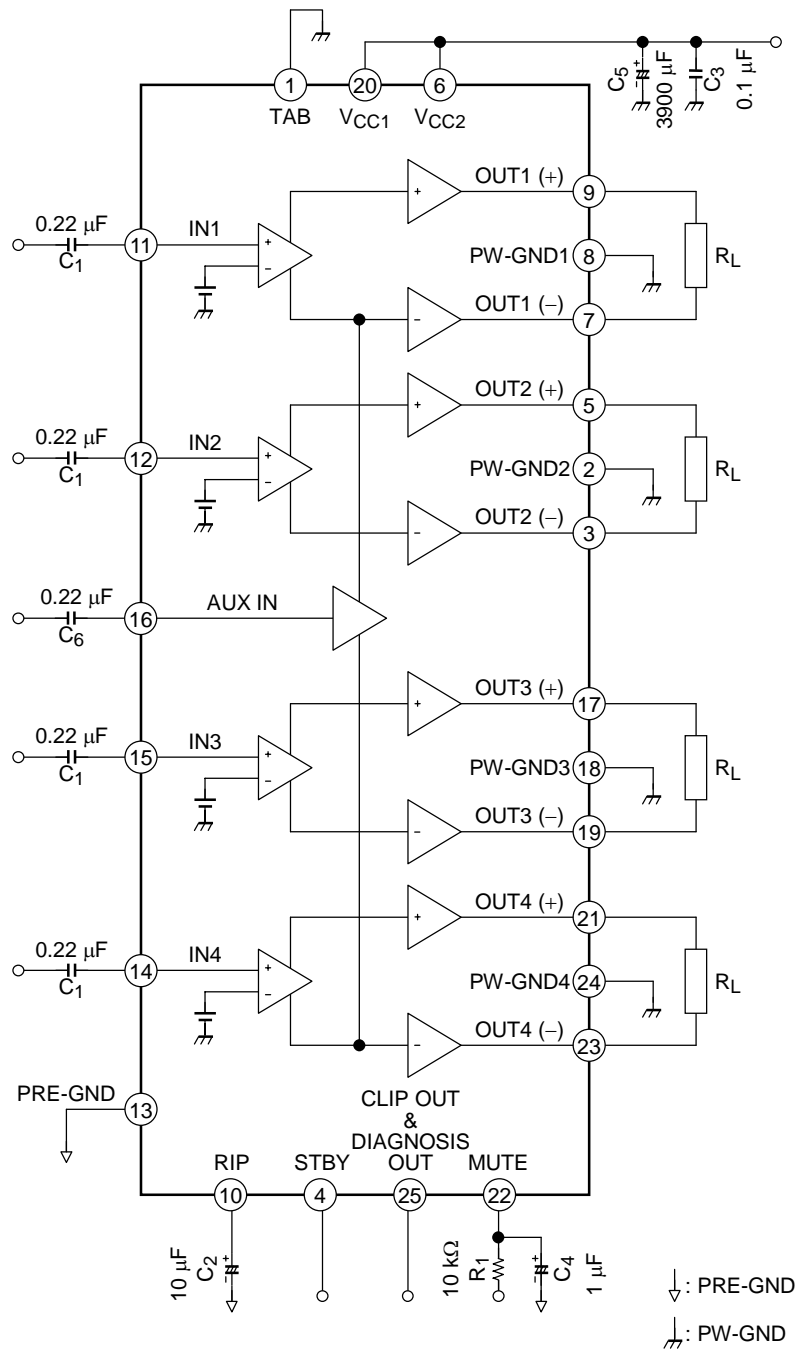 1
TAB
20
VCC1
6
VCC2
C5
3900 μF
C3
0.1 μF
+
-
0.22 μF
C1
11
IN1
+
−
+
OUT1 (+)
9
PW-GND1
8
RL
−
OUT1 (−)
7
0.22 μF
C1
12
IN2
+
−
+
OUT2 (+)
5
PW-GND2
2
RL
−
OUT2 (−)
3
0.22 μF
C6
16
AUX IN
0.22 μF
C1
15
IN3
+
−
+
OUT3 (+)
17
PW-GND3
18
RL
−
OUT3 (−)
19
0.22 μF
C1
14
IN4
+
−
+
OUT4 (+)
21
PW-GND4
24
RL
−
OUT4 (−)
23
PRE-GND
13
CLIP OUT
&
DIAGNOSIS
RIP
STBY
OUT
MUTE
10
4
25
22
10 μF
C2
+
-
10 kΩ
R1
+
-
C4
1 μF
: PRE-GND
: PW-GND